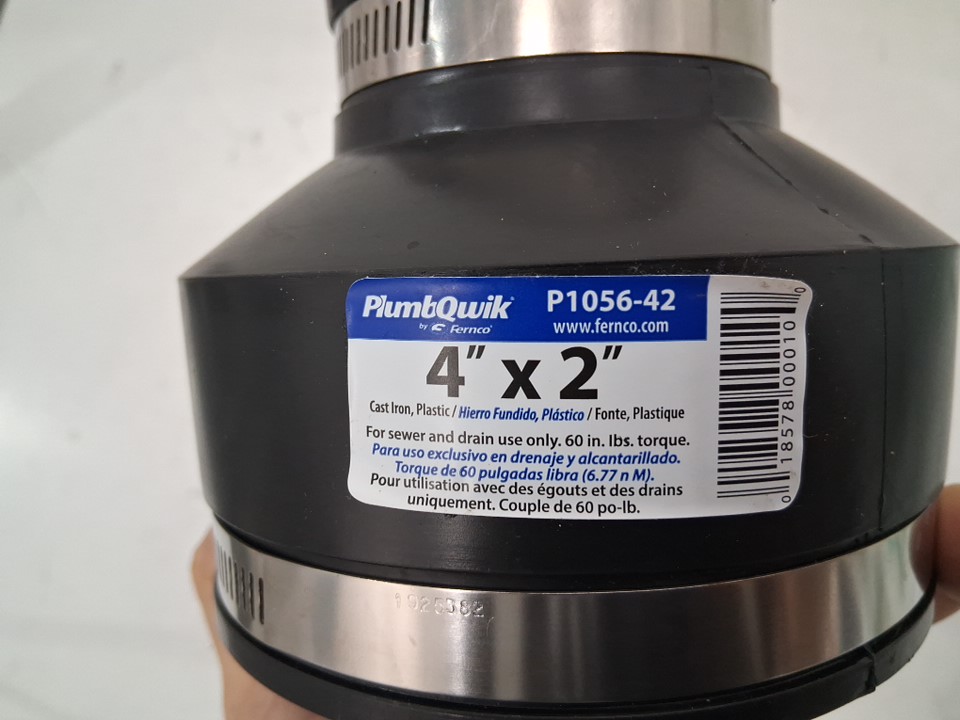 PlumbQwik® P1056-42
by Fernco® www.fernco.com
4" x 2"
Cast Iron, Plastic / Hierro Fundido, Plástico / Fonte, Plastique
For sewer and drain use only. 60 in. lbs. torque.
Para uso exclusivo en drenaje y alcantarillado.
Torque de 60 pulgadas libra (6.77 n M).
Pour utilisation avec des égouts et des drains
uniquement. Couple de 60 po-lb.
0 18578 00010 0